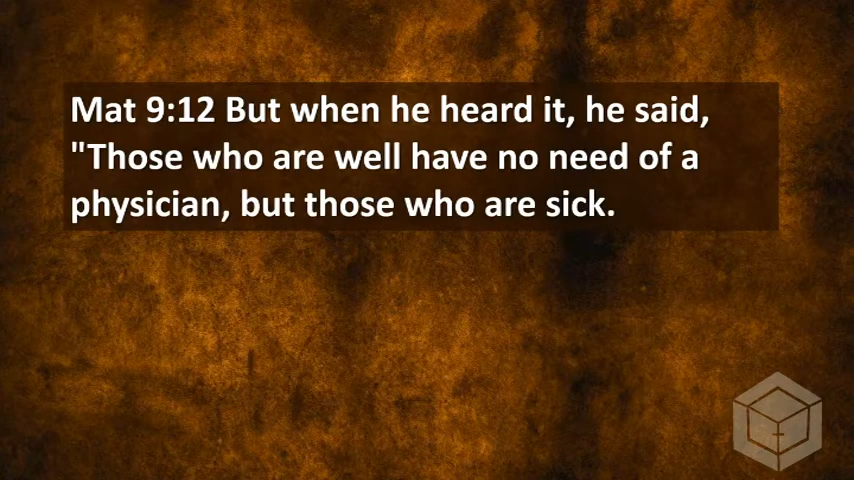 Mat 9:12 But when he heard it, he said,
"Those who are well have no need of a
physician, but those who are sick.